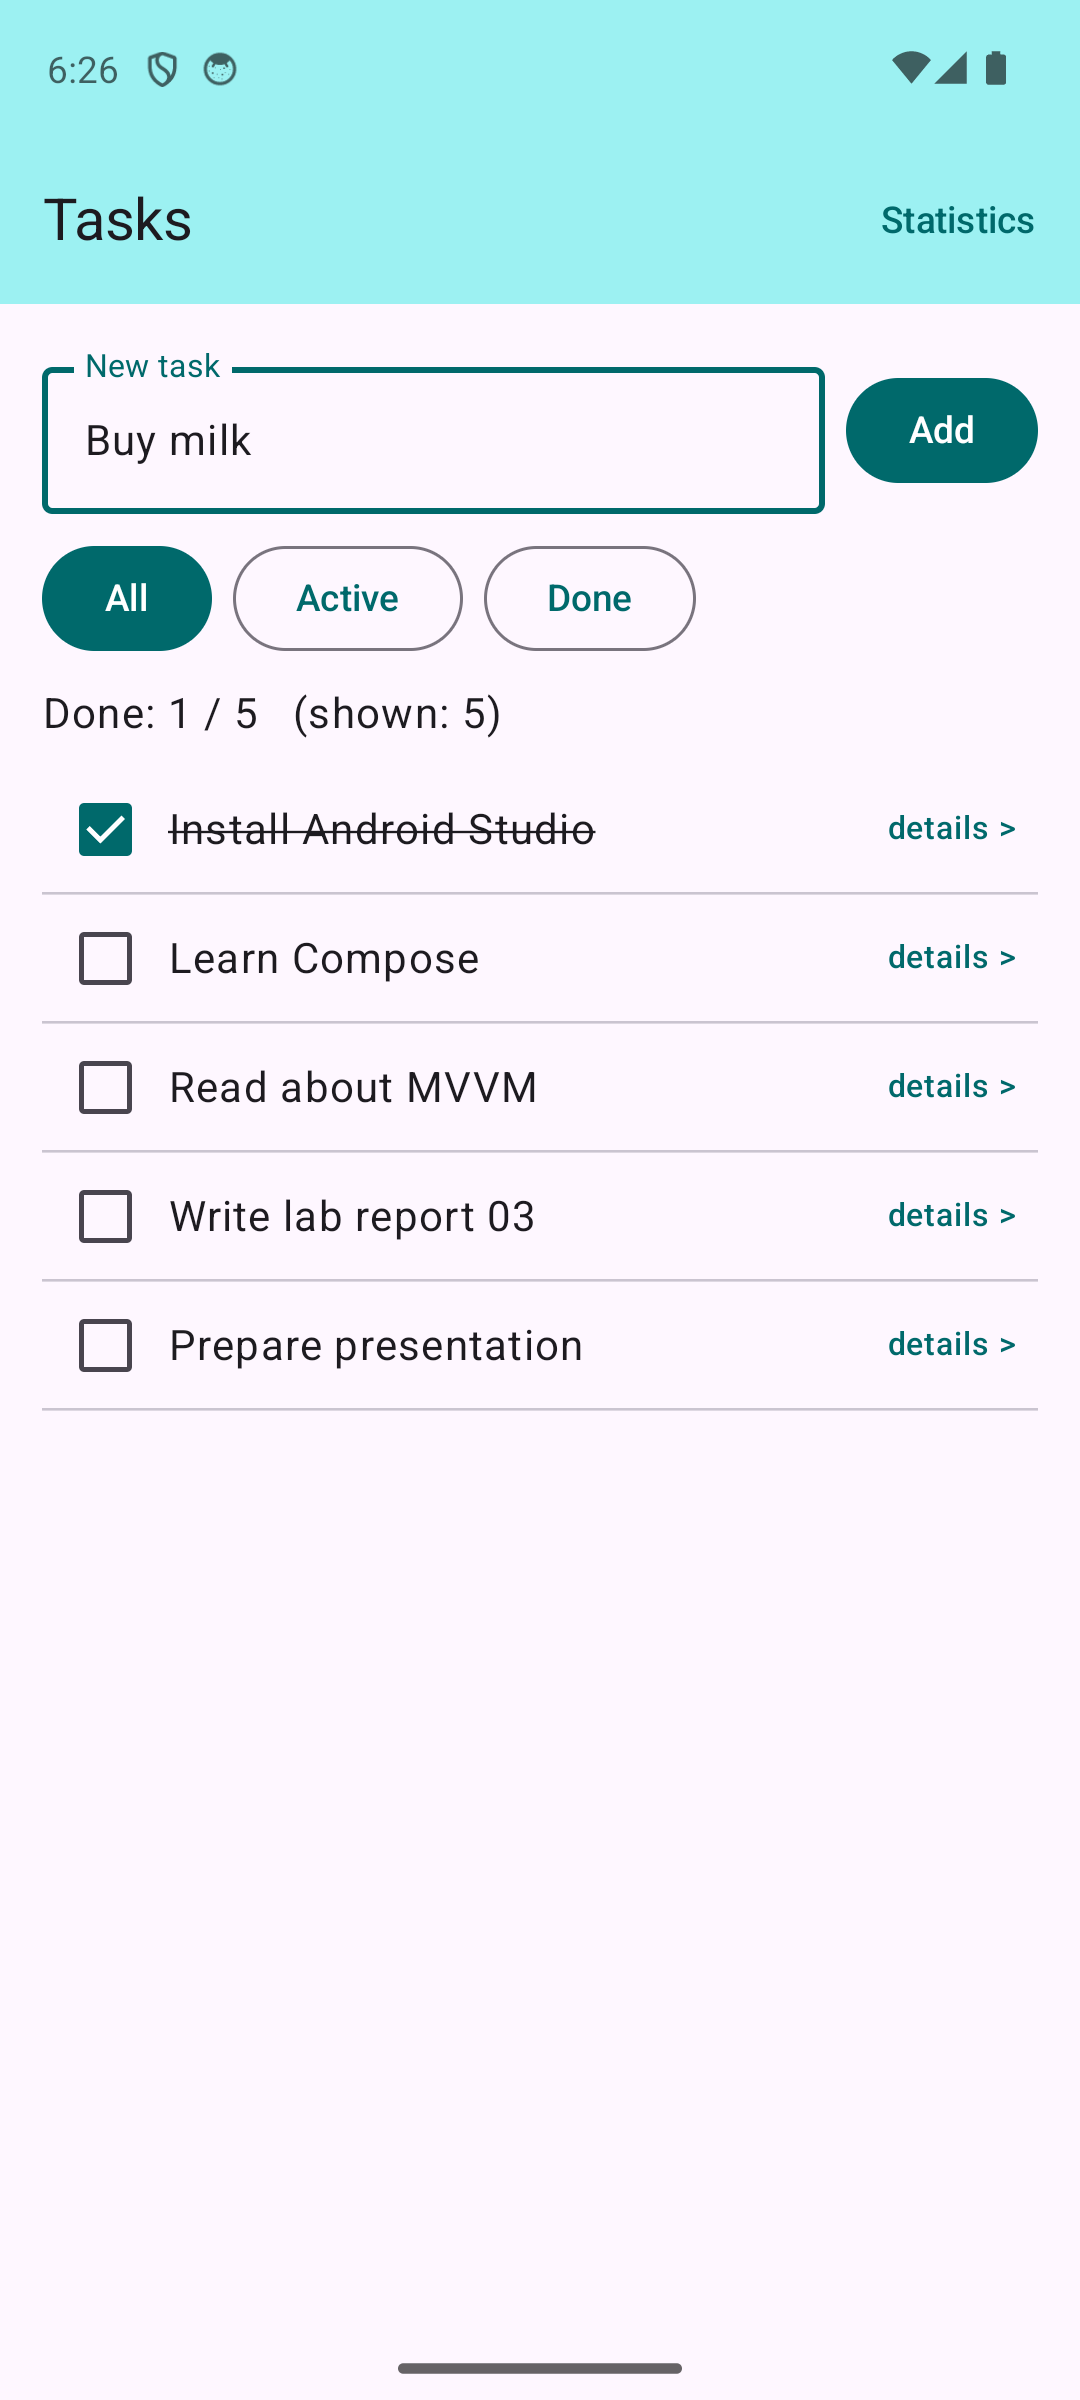 6:26
Tasks Statistics
New task
Buy milk Add
All Active Done
Done: 1 / 5 (shown: 5)
Install Android Studio details >
Learn Compose details >
Read about MVVM details >
Write lab report 03 details >
Prepare presentation details >